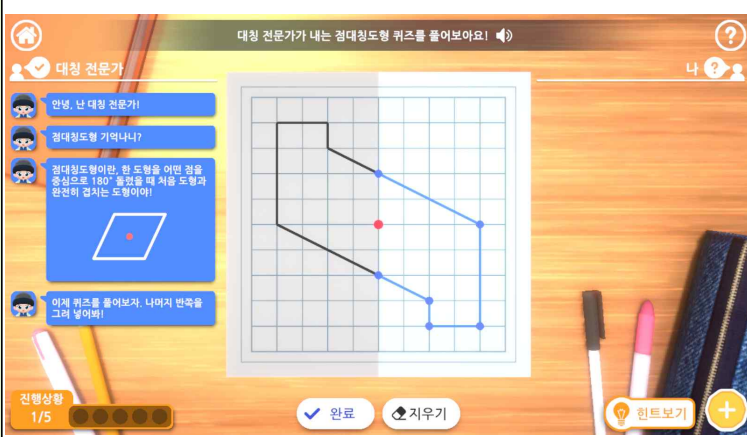 대칭 전문가가 내는 점대칭도형 퀴즈를 풀어보아요!
?
대칭 전문가
나 ?
안녕, 난 대칭 전문가!
점대칭도형 기억나니?
점대칭도형이란, 한 도형을 어떤 점을
중심으로 180° 돌렸을 때 처음 도형과
완전히 겹치는 도형이야!
이제 퀴즈를 풀어보자. 나머지 반쪽을
그려 넣어봐!
진행상황
1/5
완료
지우기
힌트보기